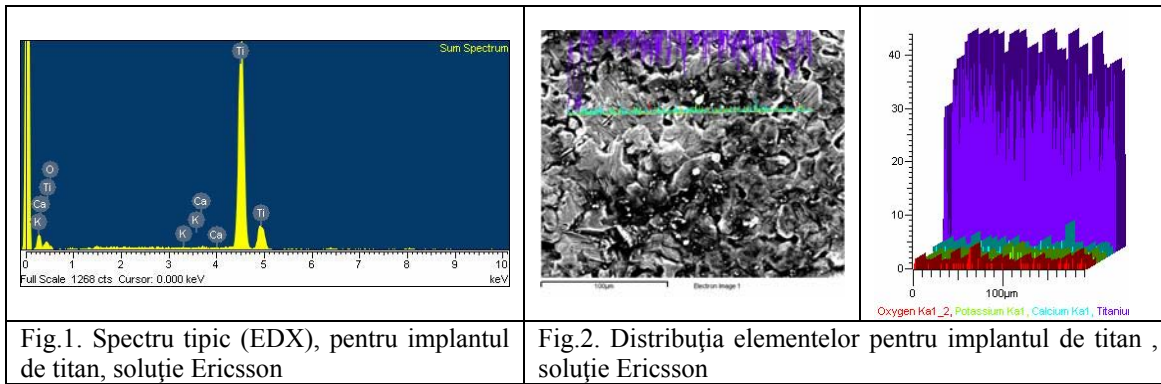 Sum Spectrum
Ti
O
Ti
Ca
K
Ca
K
K
Ca
Ti
0 1 2 3 4 5 6 7 8 9 10
Full Scale 1268 cts Cursor: 0.000 keV
keV
100µm
Electron Image 1
40
30
20
10
0
0
100µm
Oxygen Ka1_2, Potassium Ka1, Calcium Ka1, Titaniu
Fig.1. Spectru tipic (EDX), pentru implantul
de titan, soluţie Ericsson
Fig.2. Distribuţia elementelor pentru implantul de titan ,
soluţie Ericsson